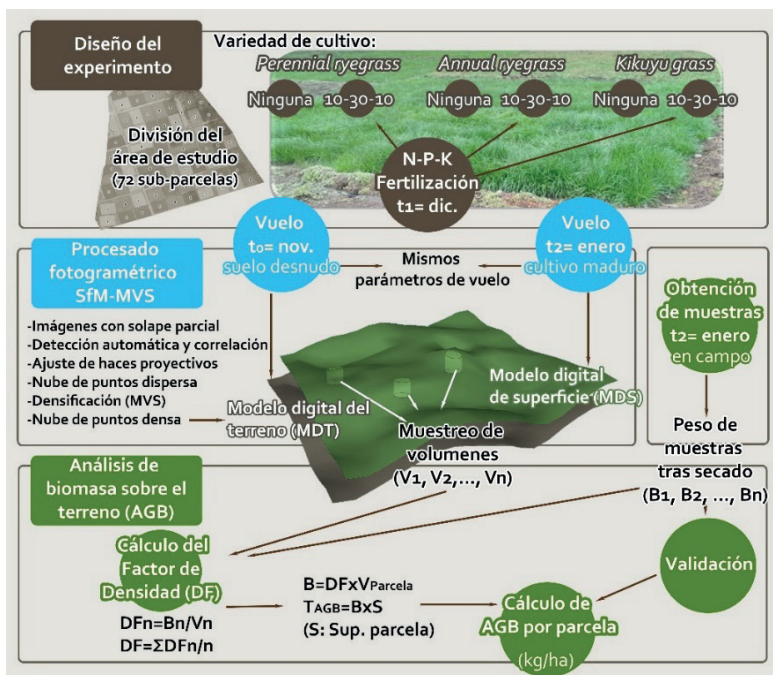 Diseño del
experimento
Variedad de cultivo:
Perennial ryegrass
Annual ryegrass
Kikuyu grass
Ninguna
10-30-10
Ninguna
10-30-10
Ninguna
10-30-10
División del
área de estudio
(72 sub-parcelas)
N-P-K
Fertilización
t1= dic.
Vuelo
t0= nov.
suelo desnudo
Vuelo
t2= enero
cultivo maduro
Mismos
parámetros de vuelo
Procesado
fotogramétrico
SfM-MVS
-Imágenes con solape parcial
-Detección automática y correlación
-Ajuste de haces proyectivos
-Nube de puntos dispersa
-Densificación (MVS)
-Nube de puntos densa
Modelo digital del
terreno (MDT)
Modelo digital
de superficie (MDS)
Muestreo de
volumenes
(V1, V2,..., Vn)
Obtención
de muestras
t2= enero
en campo
Peso de
muestras
tras secado
(B1, B2, ..., Bn)
Análisis de
biomasa sobre el
terreno (AGB)
Cálculo del
Factor de
Densidad (DF)
DFn=Bn/Vn
DF=ΣDFn/n
B=DFxVParcela
TAGB=BxS
(S: Sup. parcela)
Cálculo de
AGB por parcela
(kg/ha)
Validación